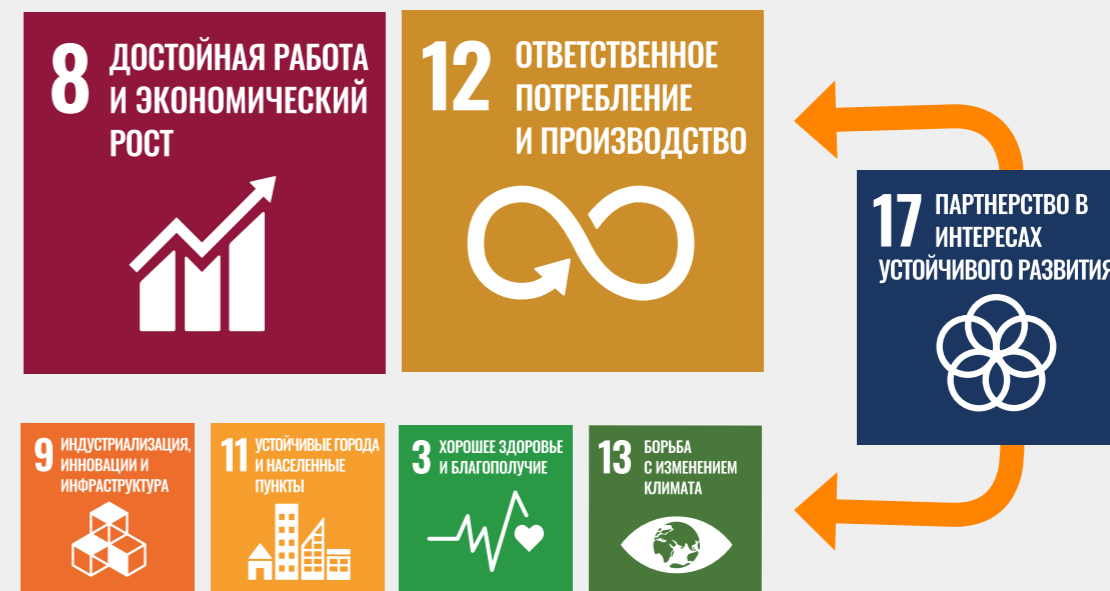 8 ДОСТОЙНАЯ РАБОТА
И ЭКОНОМИЧЕСКИЙ
РОСТ
12 ОТВЕТСТВЕННОЕ
ПОТРЕБЛЕНИЕ
И ПРОИЗВОДСТВО
17 ПАРТНЕРСТВО В
ИНТЕРЕСАХ
УСТОЙЧИВОГО РАЗВИТИЯ
9 ИНДУСТРИАЛИЗАЦИЯ,
ИННОВАЦИИ И
ИНФРАСТРУКТУРА
11 УСТОЙЧИВЫЕ ГОРОДА
И НАСЕЛЕННЫЕ
ПУНКТЫ
3 ХОРОШЕЕ ЗДОРОВЬЕ
И БЛАГОПОЛУЧИЕ
13 БОРЬБА
С ИЗМЕНЕНИЕМ
КЛИМАТА